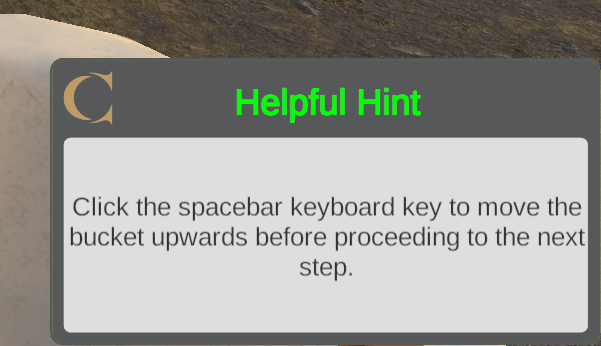 Helpful Hint
Click the spacebar keyboard key to move the
bucket upwards before proceeding to the next
step.